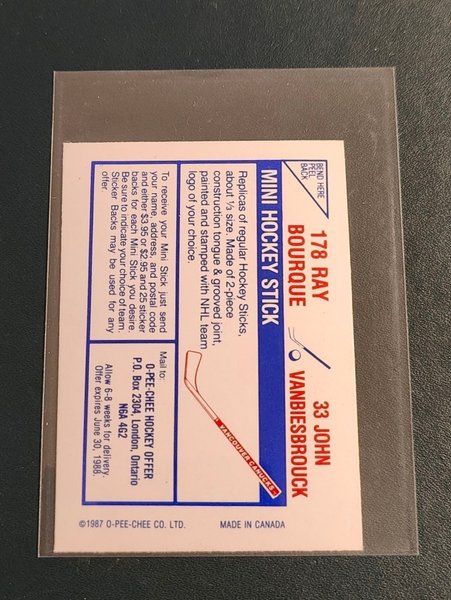 BEND HERE
PEEL
BACK
178 RAY
BOURQUE
33 JOHN
VANBIESBROUCK
MINI HOCKEY STICK
Replicas of regular Hockey Sticks,
about 1/3 size. Made of 2-piece
construction tongue & grooved joint,
painted and stamped with NHL team
logo of your choice.
VANCOUVER CANUCKS
To receive your Mini Stick just send
your name, address, and postal code
and either $3.95 or $2.95 and 25 sticker
backs for each Mini Stick you desire.
Be sure to indicate your choice of team.
Sticker Backs may be used for any
offer.
Mail to:
O-PEE-CHEE HOCKEY OFFER
P.O. Box 2304, London, Ontario
N6A 4G2
Allow 6-8 weeks for delivery.
Offer expires June 30, 1988.
©1987 O-PEE-CHEE CO. LTD.
MADE IN CANADA